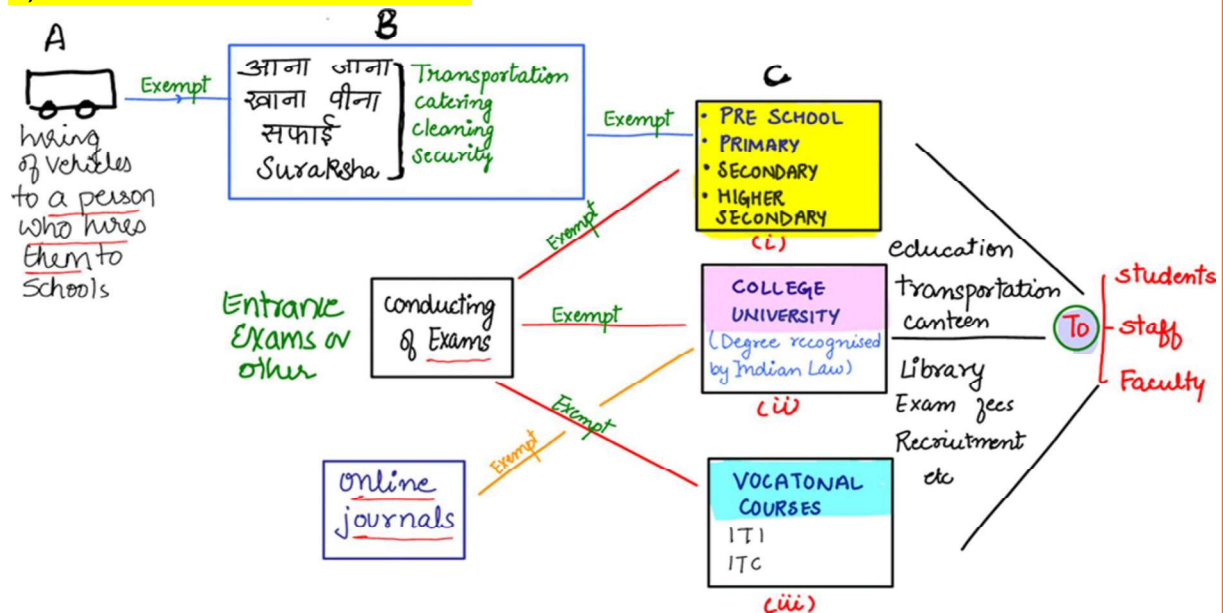 A
Exempt
hiring
of vehicles
to a person
who hires
them to
Schools
B
आना जाना
खाना पीना
सफाई
Suraksha
Transportation
catering
cleaning
security
Exempt
C
• PRE SCHOOL
• PRIMARY
• SECONDARY
• HIGHER
SECONDARY
(i)
Exempt
Entrance
Exams or
other
conducting
of Exams
Exempt
COLLEGE
UNIVERSITY
(Degree recognised
by Indian Law)
(ii)
Exempt
Exempt
online
journals
VOCATONAL
COURSES
ITI
ITC
(iii)
education
transportation
canteen
Library
Exam fees
Recriutment
etc
To
students
staff
Faculty